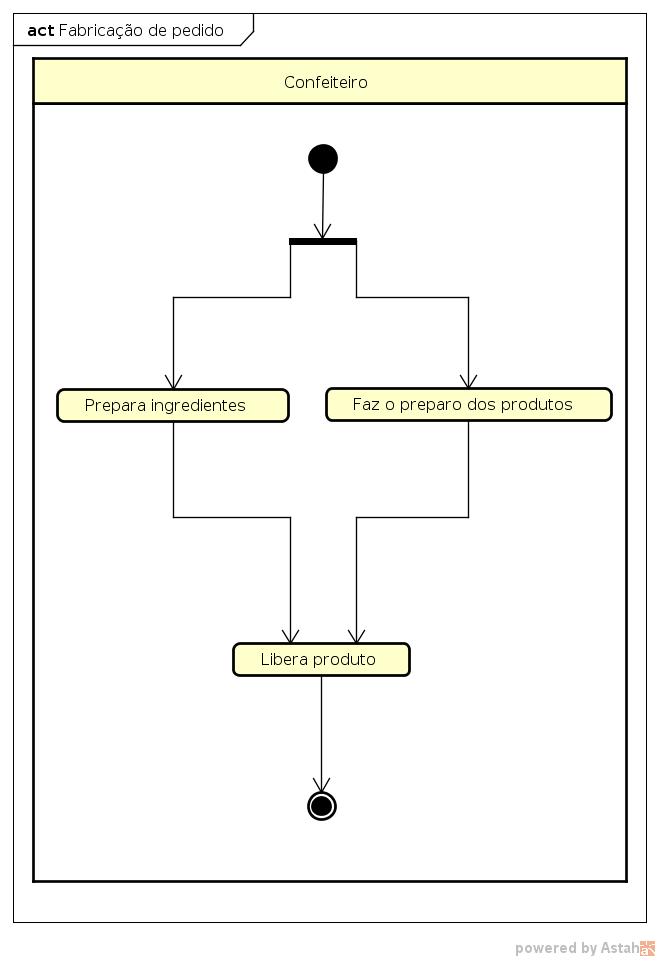 act Fabricação de pedido
Confeiteiro
Prepara ingredientes
Faz o preparo dos produtos
Libera produto
powered by Astah